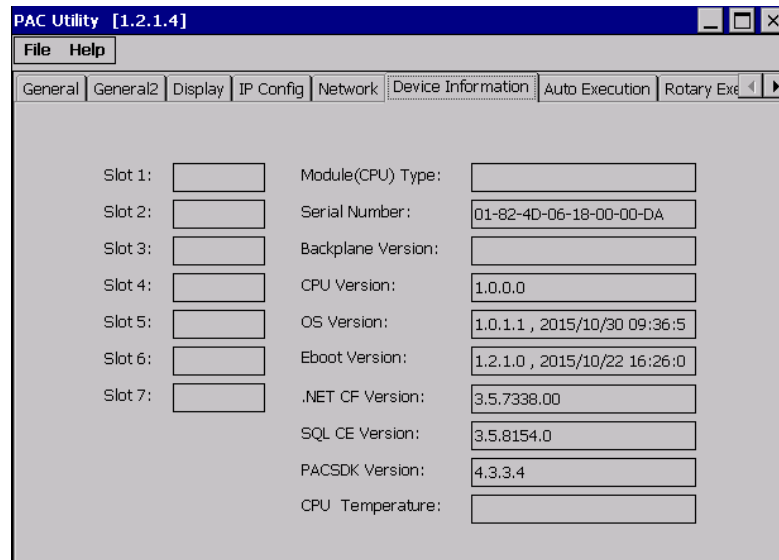 PAC Utility [1.2.1.4]
File Help
General General2 Display IP Config Network Device Information Auto Execution Rotary Exe
Slot 1: Module(CPU) Type:
Slot 2: Serial Number: 01-82-4D-06-18-00-00-DA
Slot 3: Backplane Version:
Slot 4: CPU Version: 1.0.0.0
Slot 5: OS Version: 1.0.1.1 , 2015/10/30 09:36:5
Slot 6: Eboot Version: 1.2.1.0 , 2015/10/22 16:26:0
Slot 7: .NET CF Version: 3.5.7338.00
SQL CE Version: 3.5.8154.0
PACSDK Version: 4.3.3.4
CPU Temperature: